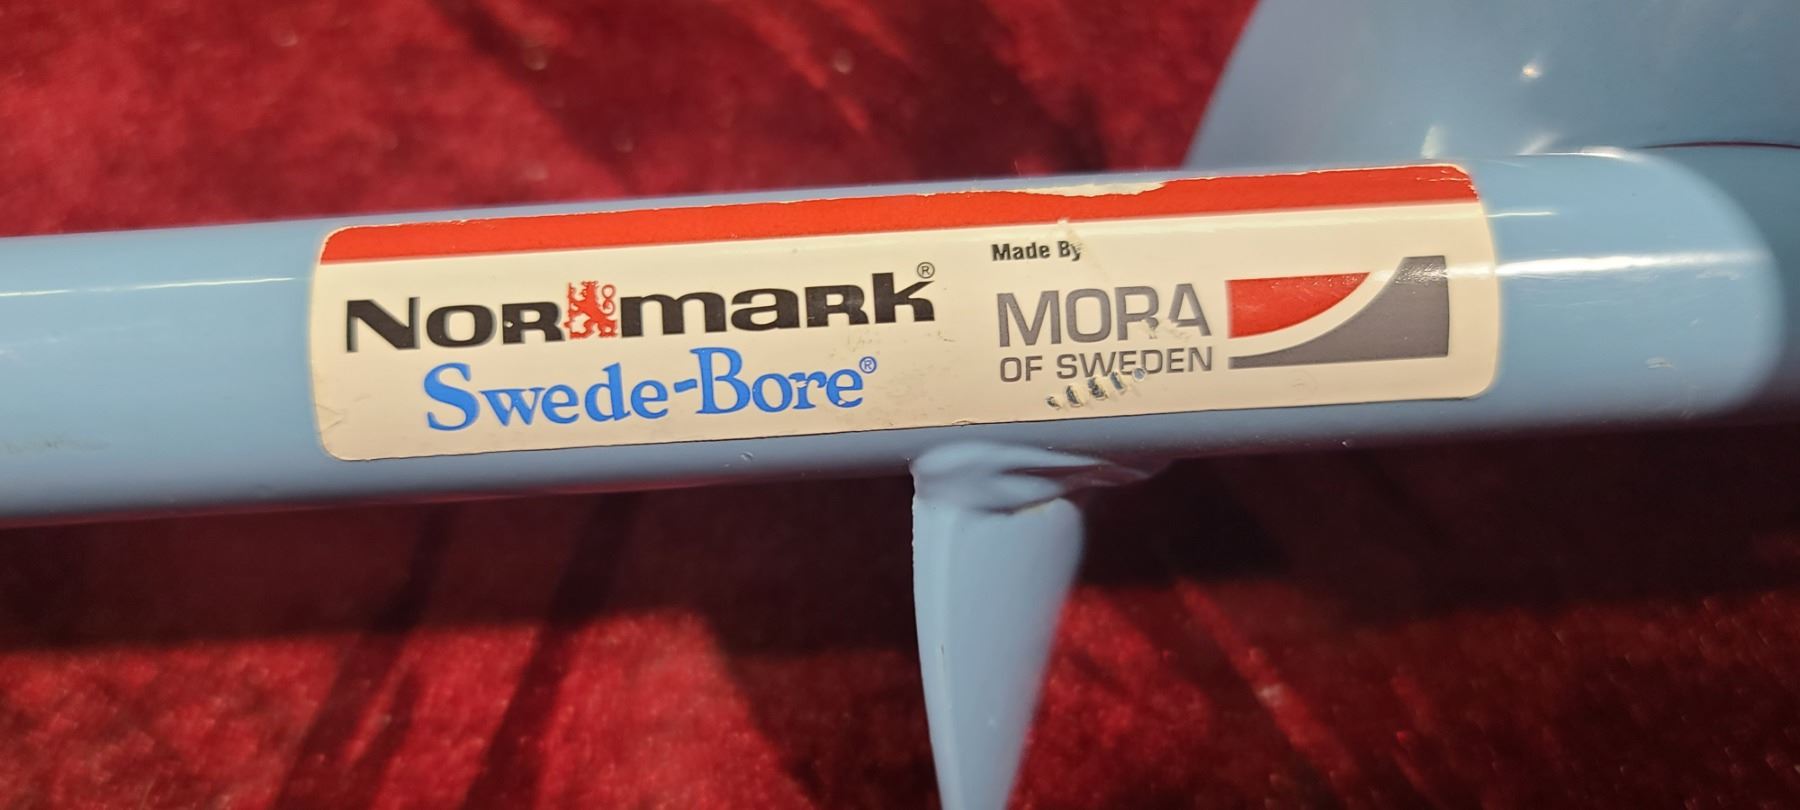 NORMARK®
Swede-Bore®
Made By
MORA
OF SWEDEN